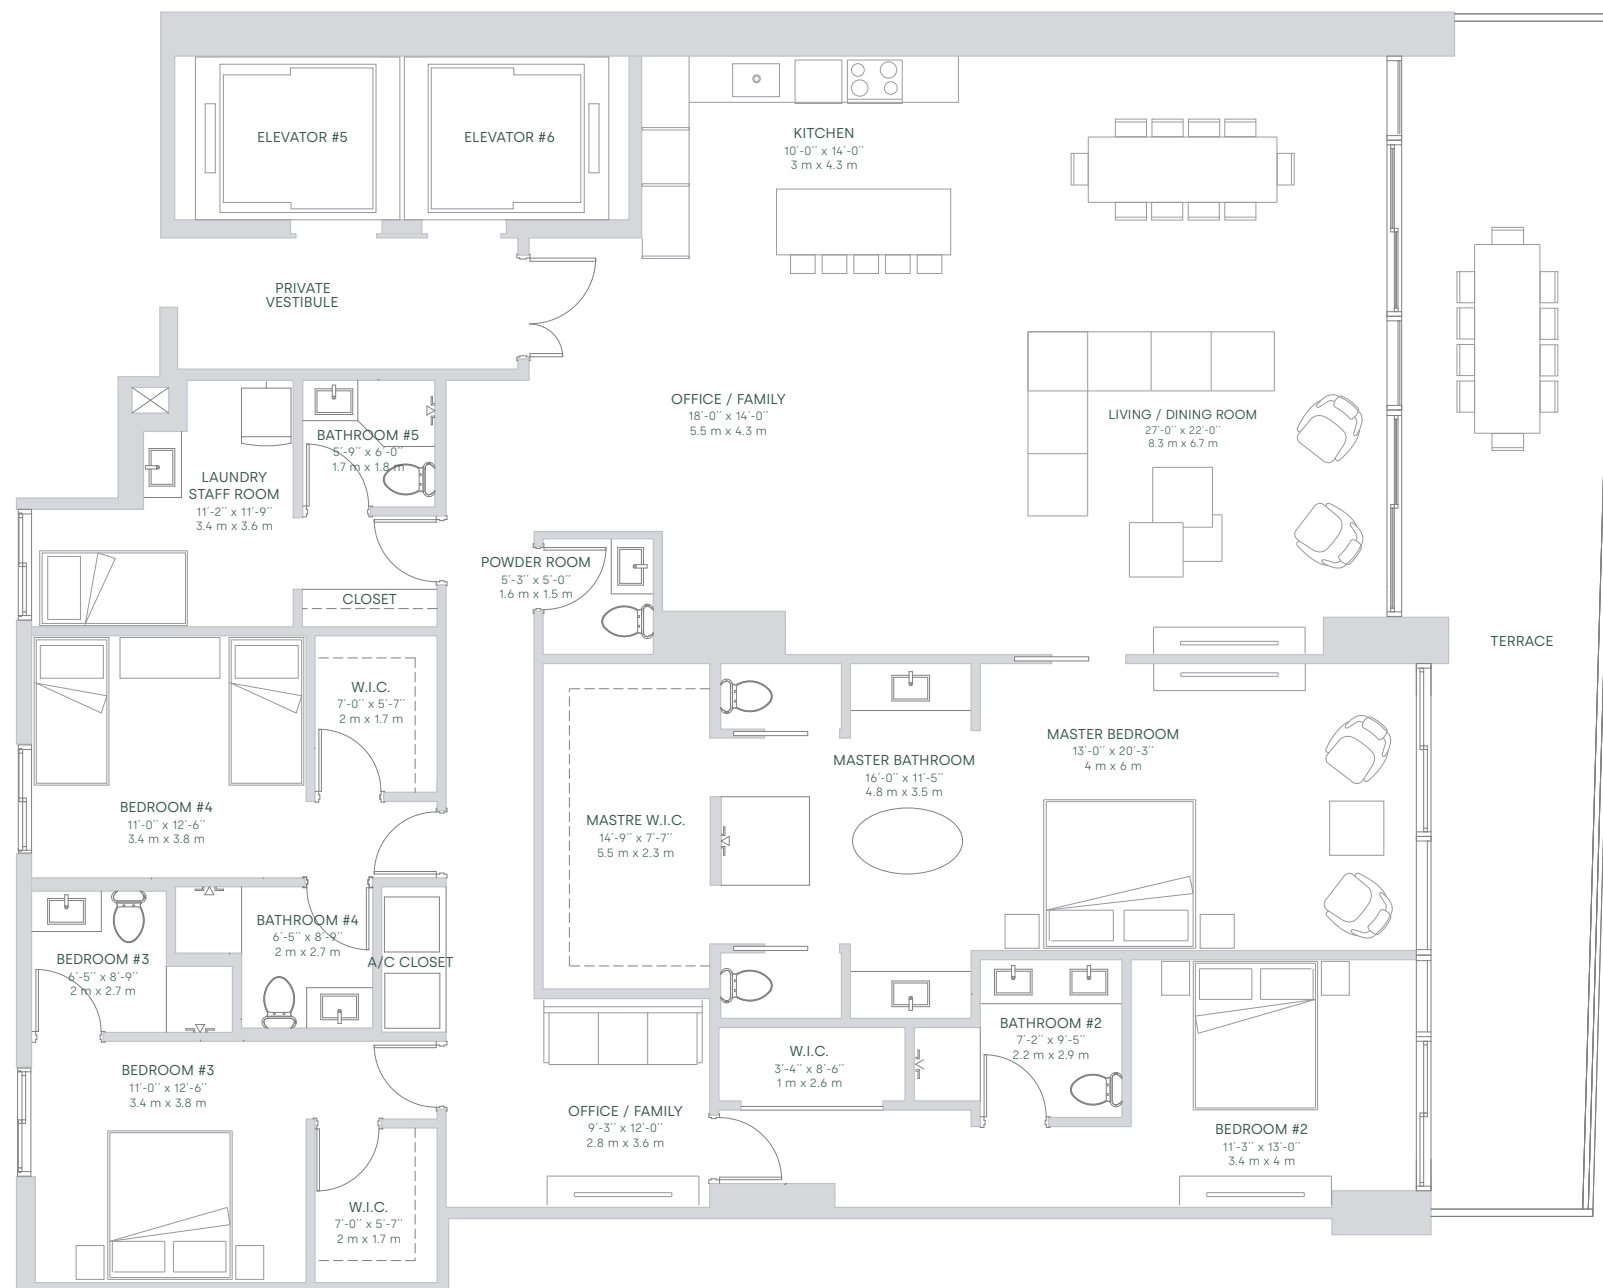 ELEVATOR #5
ELEVATOR #6
KITCHEN
10´-0´´ x 14´-0´´
3 m x 4.3 m
PRIVATE
VESTIBULE
OFFICE / FAMILY
18´-0´´ x 14´-0´´
5.5 m x 4.3 m
LIVING / DINING ROOM
27´-0´´ x 22´-0´´
8.3 m x 6.7 m
BATHROOM #5
5´-9´´ x 6´-0´´
1.7 m x 1.8 m
LAUNDRY
STAFF ROOM
11´-2´´ x 11´-9´´
3.4 m x 3.6 m
POWDER ROOM
5´-3´´ x 5´-0´´
1.6 m x 1.5 m
CLOSET
TERRACE
W.I.C.
7´-0´´ x 5´-7´´
2 m x 1.7 m
MASTER BEDROOM
13´-0´´ x 20´-3´´
4 m x 6 m
MASTER BATHROOM
16´-0´´ x 11´-5´´
4.8 m x 3.5 m
BEDROOM #4
11´-0´´ x 12´-6´´
3.4 m x 3.8 m
MASTRE W.I.C.
14´-9´´ x 7´-7´´
5.5 m x 2.3 m
BATHROOM #4
6´-5´´ x 8´-9´´
2 m x 2.7 m
BEDROOM #3
6´-5´´ x 8´-9´´
2 m x 2.7 m
A/C CLOSET
BATHROOM #2
7´-2´´ x 9´-5´´
2.2 m x 2.9 m
W.I.C.
3´-4´´ x 8´-6´´
1 m x 2.6 m
BEDROOM #3
11´-0´´ x 12´-6´´
3.4 m x 3.8 m
OFFICE / FAMILY
9´-3´´ x 12´-0´´
2.8 m x 3.6 m
BEDROOM #2
11´-3´´ x 13´-0´´
3.4 m x 4 m
W.I.C.
7´-0´´ x 5´-7´´
2 m x 1.7 m